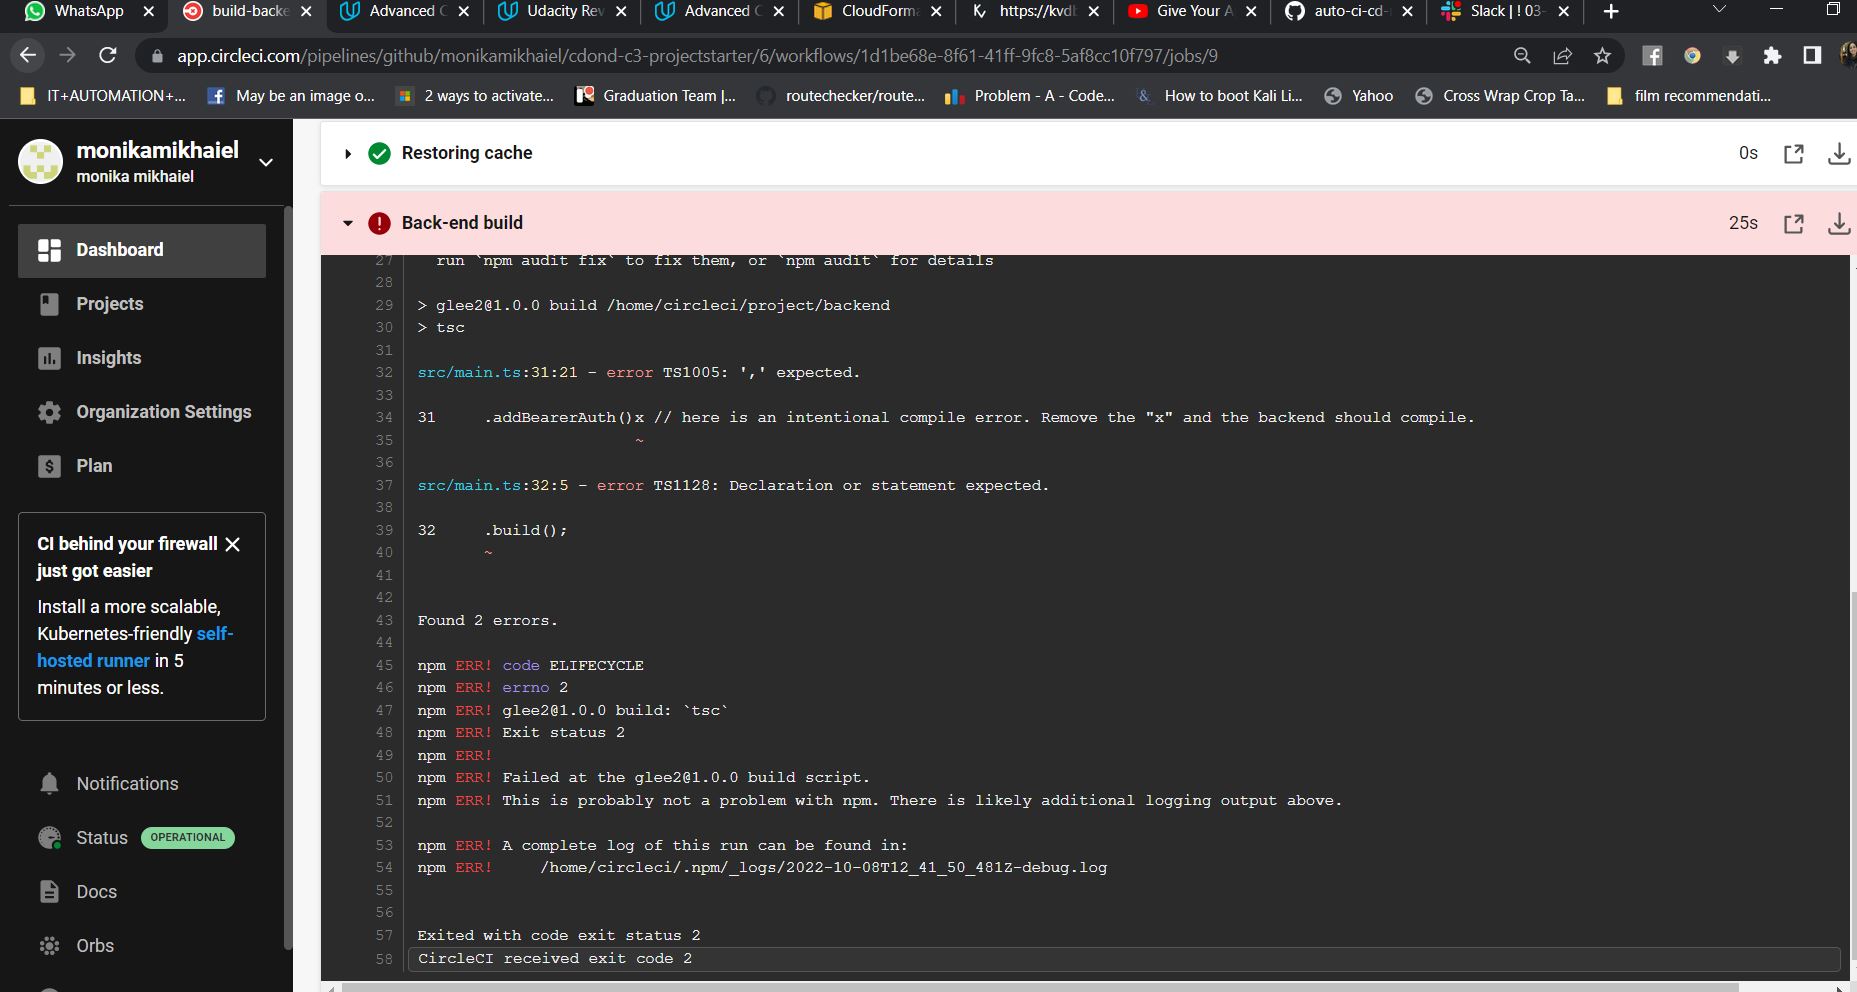 WhatsApp
build-backe
Advanced C
Udacity Rev
Advanced C
CloudForma
https://kvdb
Give Your A
auto-ci-cd-
Slack | ! 03-
app.circleci.com/pipelines/github/monikamikhaiel/cdond-c3-projectstarter/6/workflows/1d1be68e-8f61-41ff-9fc8-5af8cc10f797/jobs/9
IT+AUTOMATION+...
May be an image o...
2 ways to activate...
Graduation Team |...
routechecker/route...
Problem - A - Code...
How to boot Kali Li...
Yahoo
Cross Wrap Crop Ta...
film recommendati...
monikamikhaiel
monika mikhaiel
Dashboard
Projects
Insights
Organization Settings
Plan
CI behind your firewall
just got easier
Install a more scalable,
Kubernetes-friendly self-
hosted runner in 5
minutes or less.
Notifications
Status OPERATIONAL
Docs
Orbs
Restoring cache 0s
Back-end build 25s
27 run `npm audit fix` to fix them, or `npm audit` for details
28
29 > glee2@1.0.0 build /home/circleci/project/backend
30 > tsc
31
32 src/main.ts:31:21 - error TS1005: ',' expected.
33
34 31 .addBearerAuth()x // here is an intentional compile error. Remove the "x" and the backend should compile.
35 ~
36
37 src/main.ts:32:5 - error TS1128: Declaration or statement expected.
38
39 32 .build();
40 ~
41
42
43 Found 2 errors.
44
45 npm ERR! code ELIFECYCLE
46 npm ERR! errno 2
47 npm ERR! glee2@1.0.0 build: `tsc`
48 npm ERR! Exit status 2
49 npm ERR!
50 npm ERR! Failed at the glee2@1.0.0 build script.
51 npm ERR! This is probably not a problem with npm. There is likely additional logging output above.
52
53 npm ERR! A complete log of this run can be found in:
54 npm ERR! /home/circleci/.npm/_logs/2022-10-08T12_41_50_481Z-debug.log
55
56
57 Exited with code exit status 2
58 CircleCI received exit code 2